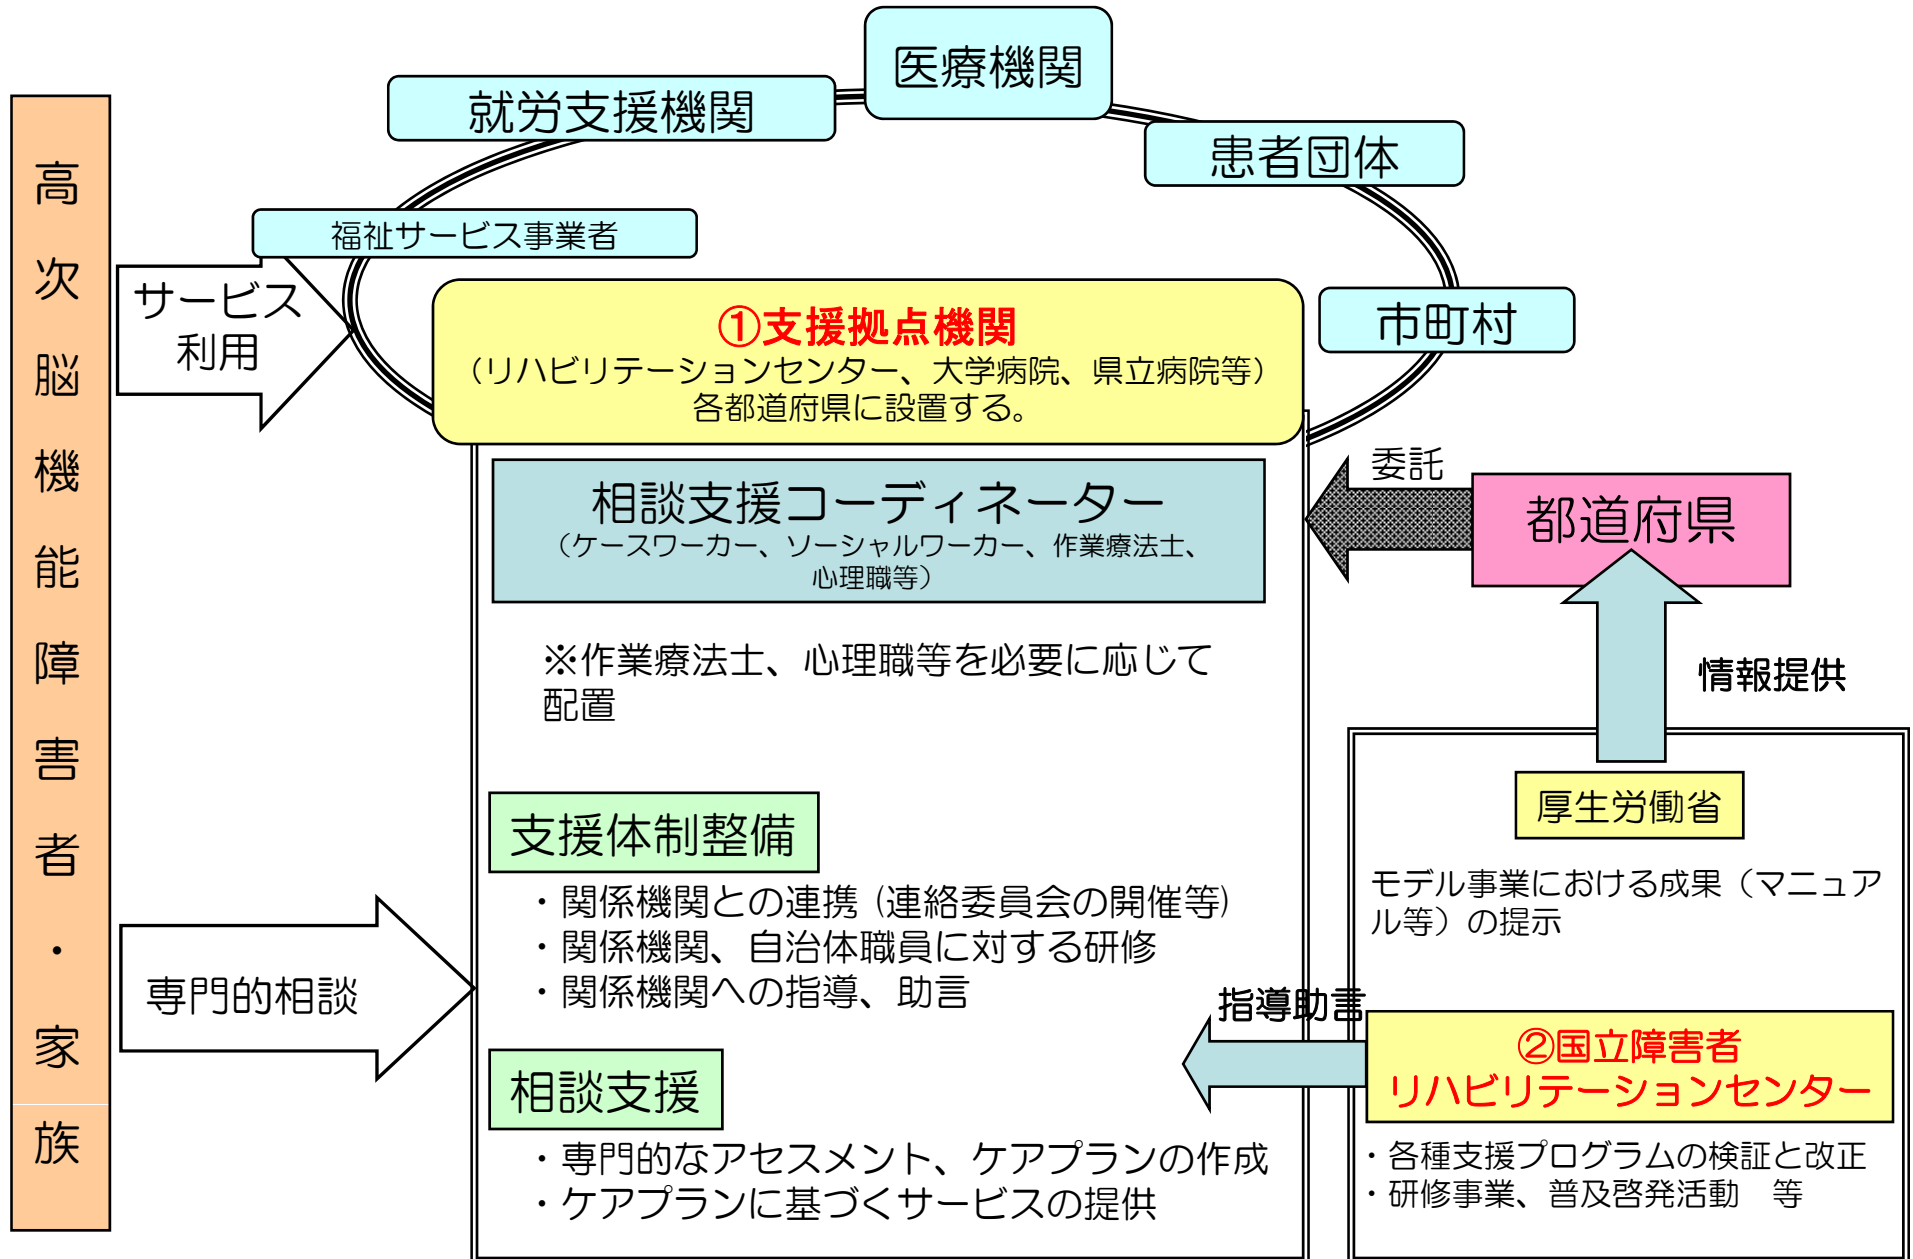 医療機関
就労支援機関
患者団体
福祉サービス事業者
市町村
高次脳機能障害者・家族
サービス
利用
①支援拠点機関
（リハビリテーションセンター、大学病院、県立病院等）
各都道府県に設置する。
委託
都道府県
相談支援コーディネーター
（ケースワーカー、ソーシャルワーカー、作業療法士、
心理職等）
※作業療法士、心理職等を必要に応じて
配置
情報提供
支援体制整備
・関係機関との連携（連絡委員会の開催等）
・関係機関、自治体職員に対する研修
・関係機関への指導、助言
専門的相談
厚生労働省
モデル事業における成果（マニュア
ル等）の提示
指導助言
②国立障害者
リハビリテーションセンター
・各種支援プログラムの検証と改正
・研修事業、普及啓発活動　等
相談支援
・専門的なアセスメント、ケアプランの作成
・ケアプランに基づくサービスの提供